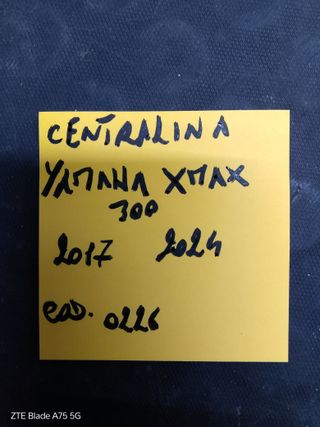 CENTRALINA
YAMAHA XMAX
300
2017 2024
COD. 0226
ZTE Blade A75 5G